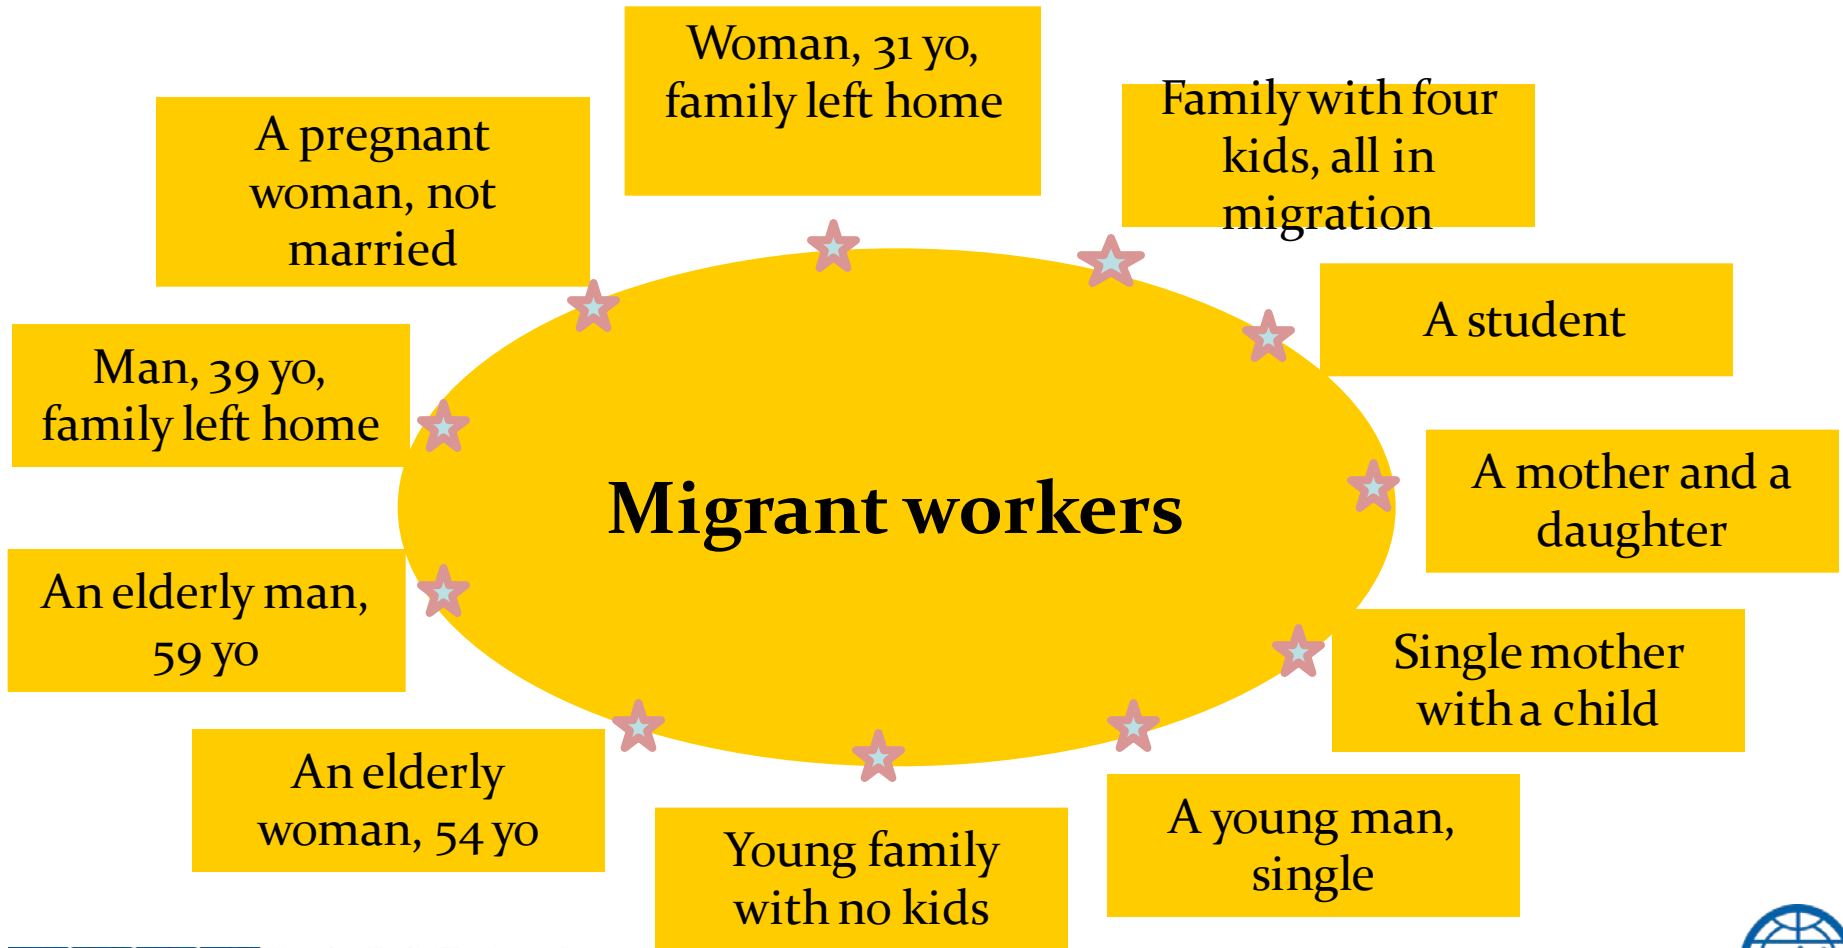 Woman, 31 yo,
family left home
Family with four
kids, all in
migration
A pregnant
woman, not
married
A student
Man, 39 yo,
family left home
A mother and a
daughter
Migrant workers
An elderly man,
59 yo
Single mother
with a child
An elderly
woman, 54 yo
A young man,
single
Young family
with no kids